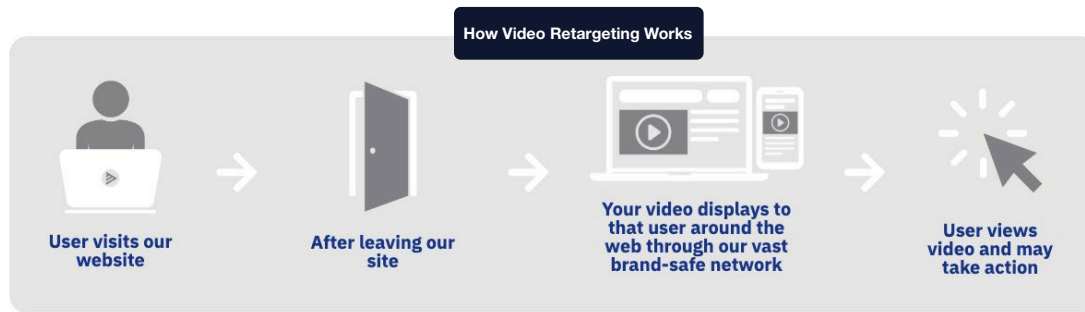 How Video Retargeting Works
User visits our
website
After leaving our
site
Your video displays to
that user around the
web through our vast
brand-safe network
User views
video and may
take action